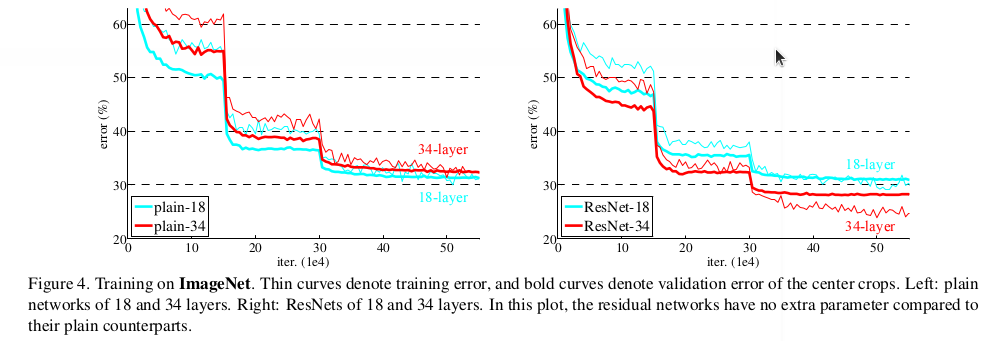 60
50
40
30
20
error (%)
0
10
20
30
40
50
iter. (1e4)
34-layer
18-layer
plain-18
plain-34
60
50
40
30
20
error (%)
0
10
20
30
40
50
iter. (1e4)
18-layer
34-layer
ResNet-18
ResNet-34
Figure 4. Training on ImageNet. Thin curves denote training error, and bold curves denote validation error of the center crops. Left: plain
networks of 18 and 34 layers. Right: ResNets of 18 and 34 layers. In this plot, the residual networks have no extra parameter compared to
their plain counterparts.